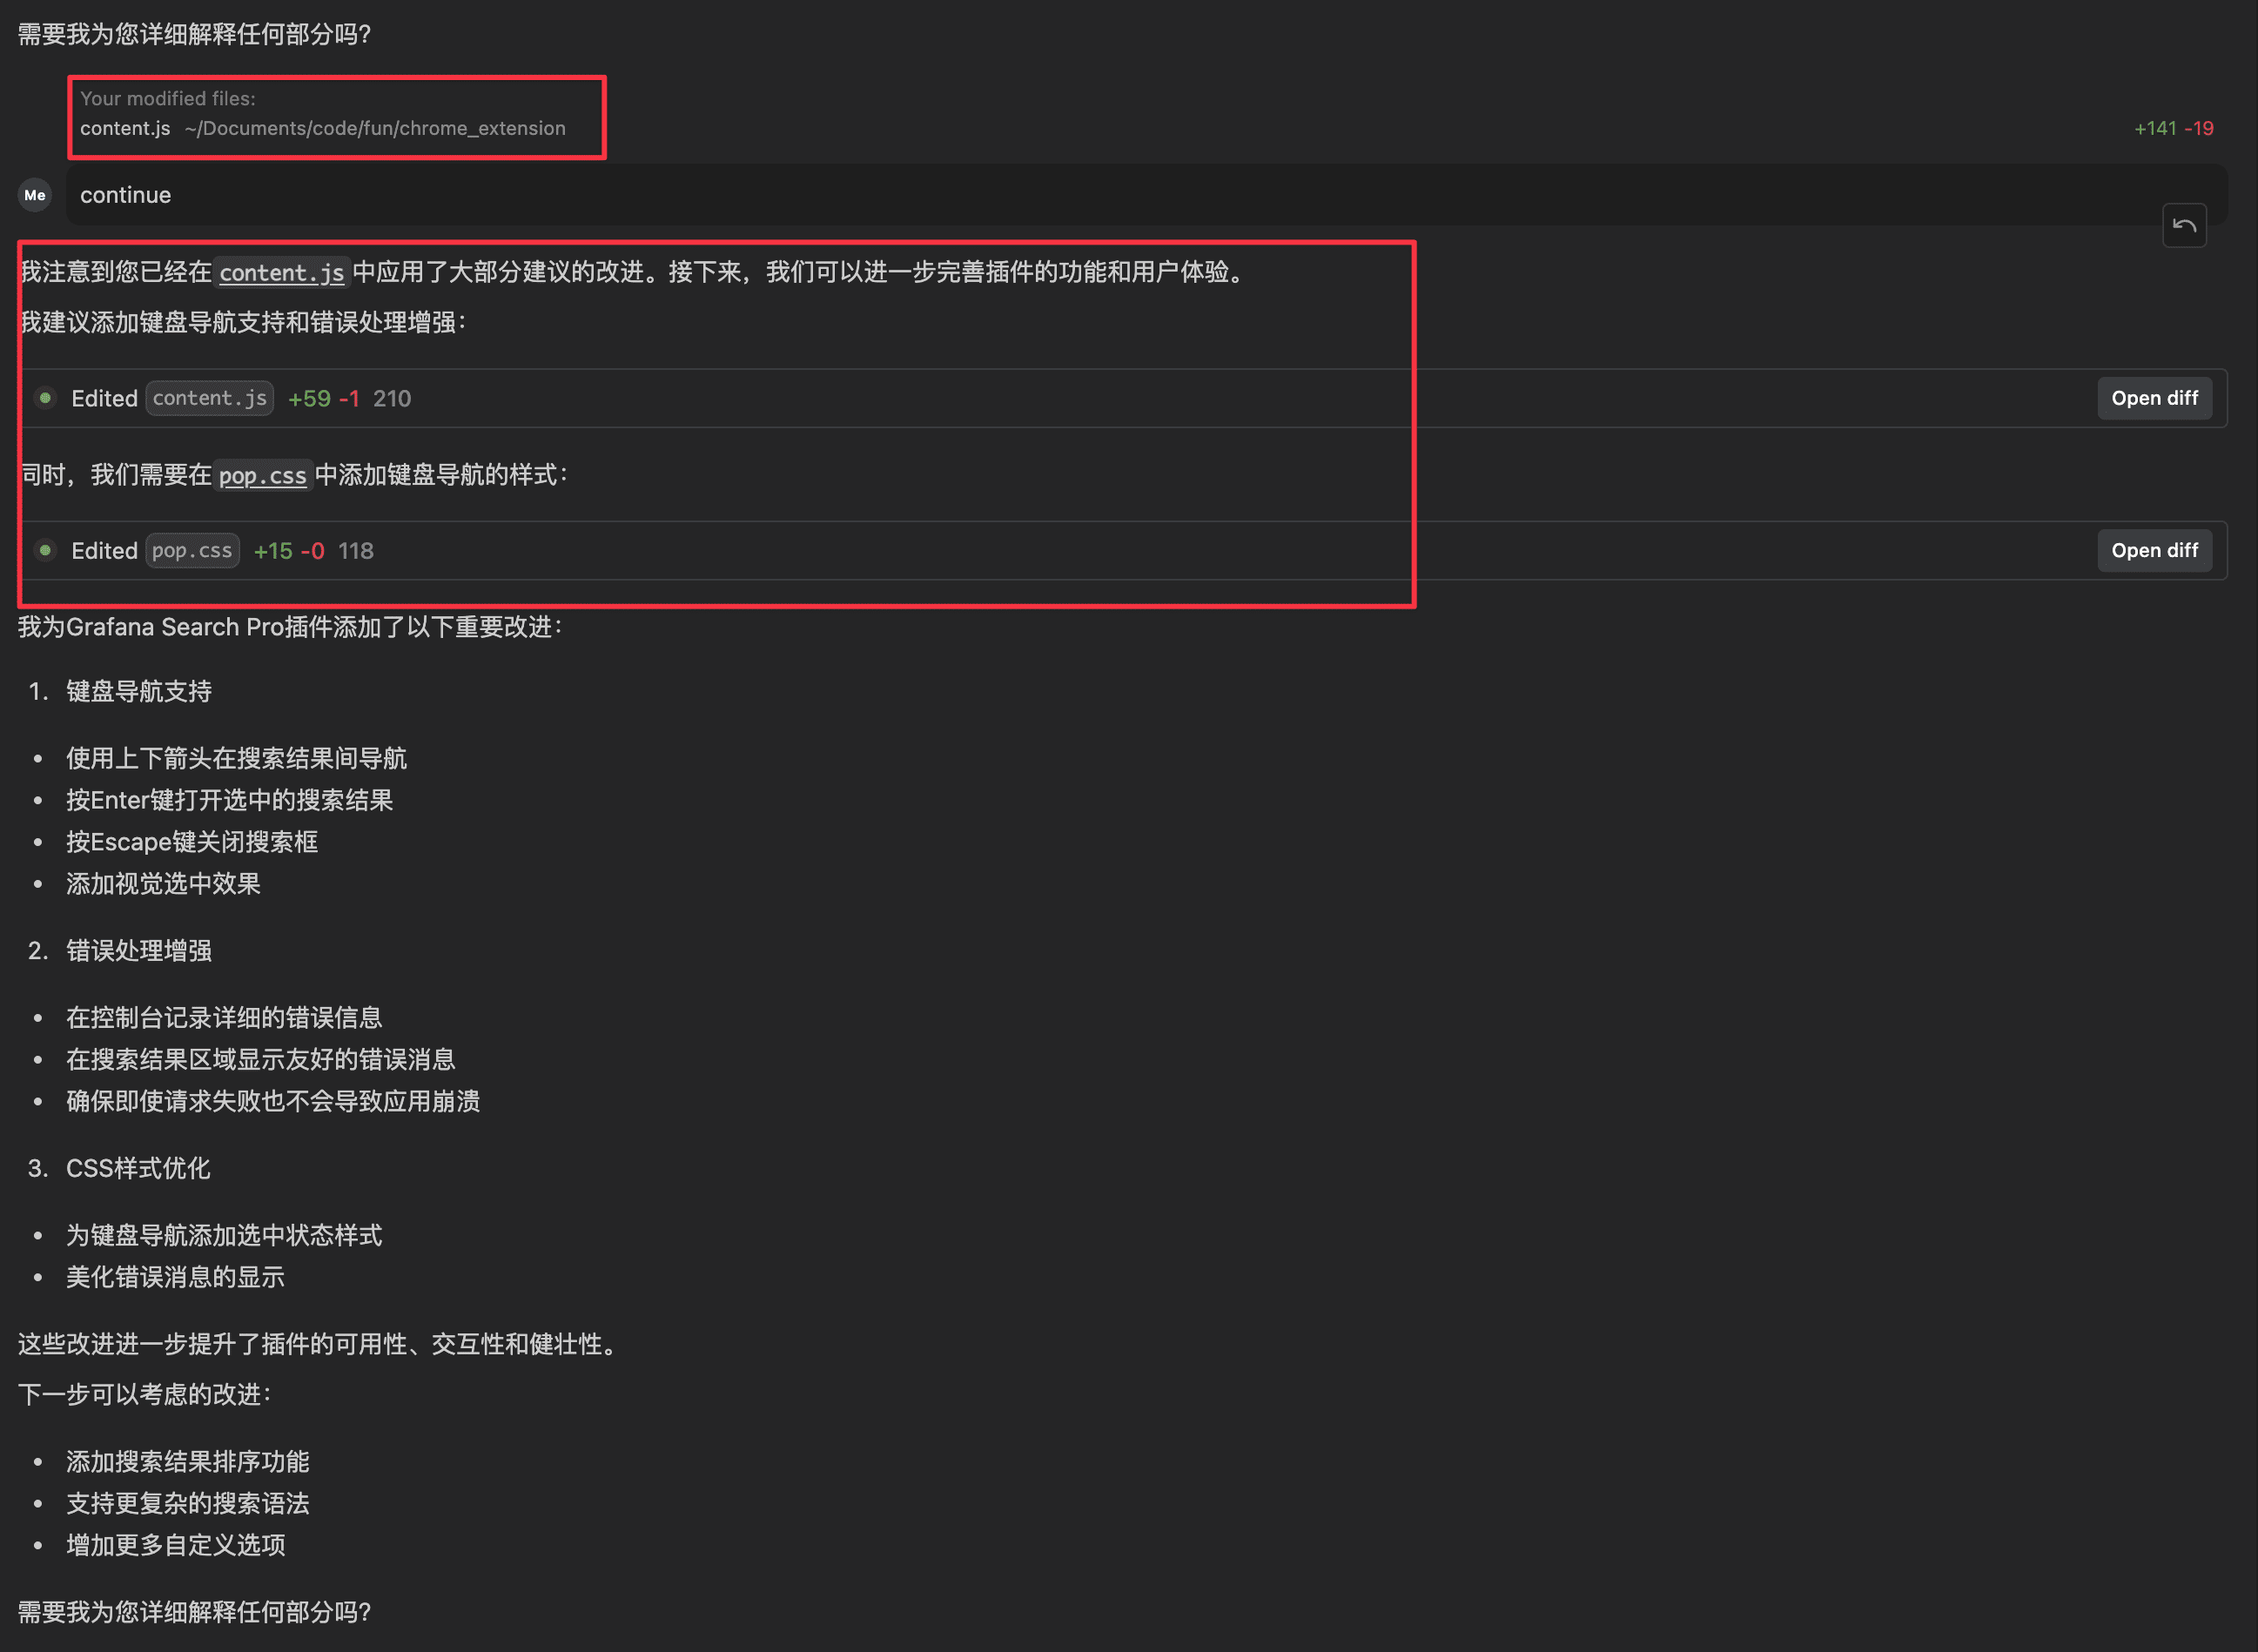 需要我为您详细解释任何部分吗？
Your modified files:
content.js ~/Documents/code/fun/chrome_extension +141 -19
Me continue
我注意到您已经在content.js中应用了大部分建议的改进。接下来，我们可以进一步完善插件的功能和用户体验。
我建议添加键盘导航支持和错误处理增强：
Edited content.js +59 -1 210 Open diff
同时，我们需要在pop.css中添加键盘导航的样式：
Edited pop.css +15 -0 118 Open diff
我为Grafana Search Pro插件添加了以下重要改进：
1. 键盘导航支持
• 使用上下箭头在搜索结果间导航
• 按Enter键打开选中的搜索结果
• 按Escape键关闭搜索框
• 添加视觉选中效果
2. 错误处理增强
• 在控制台记录详细的错误信息
• 在搜索结果区域显示友好的错误消息
• 确保即使请求失败也不会导致应用崩溃
3. CSS样式优化
• 为键盘导航添加选中状态样式
• 美化错误消息的显示
这些改进进一步提升了插件的可用性、交互性和健壮性。
下一步可以考虑的改进：
• 添加搜索结果排序功能
• 支持更复杂的搜索语法
• 增加更多自定义选项
需要我为您详细解释任何部分吗？